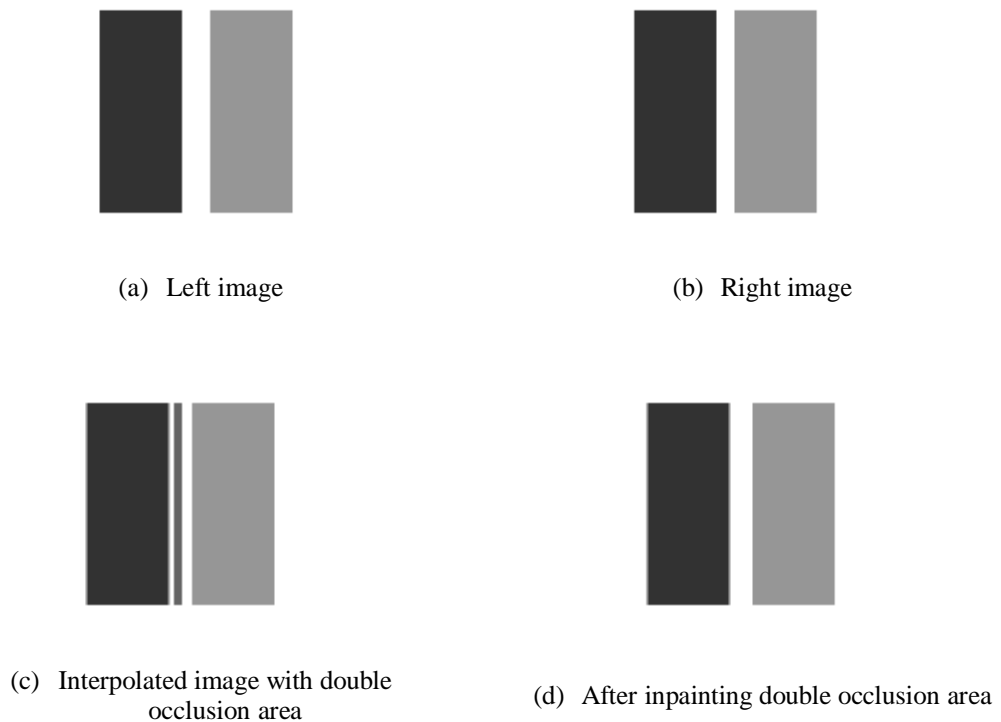 (a) Left image
(b) Right image
(c) Interpolated image with double
occlusion area
(d) After inpainting double occlusion area